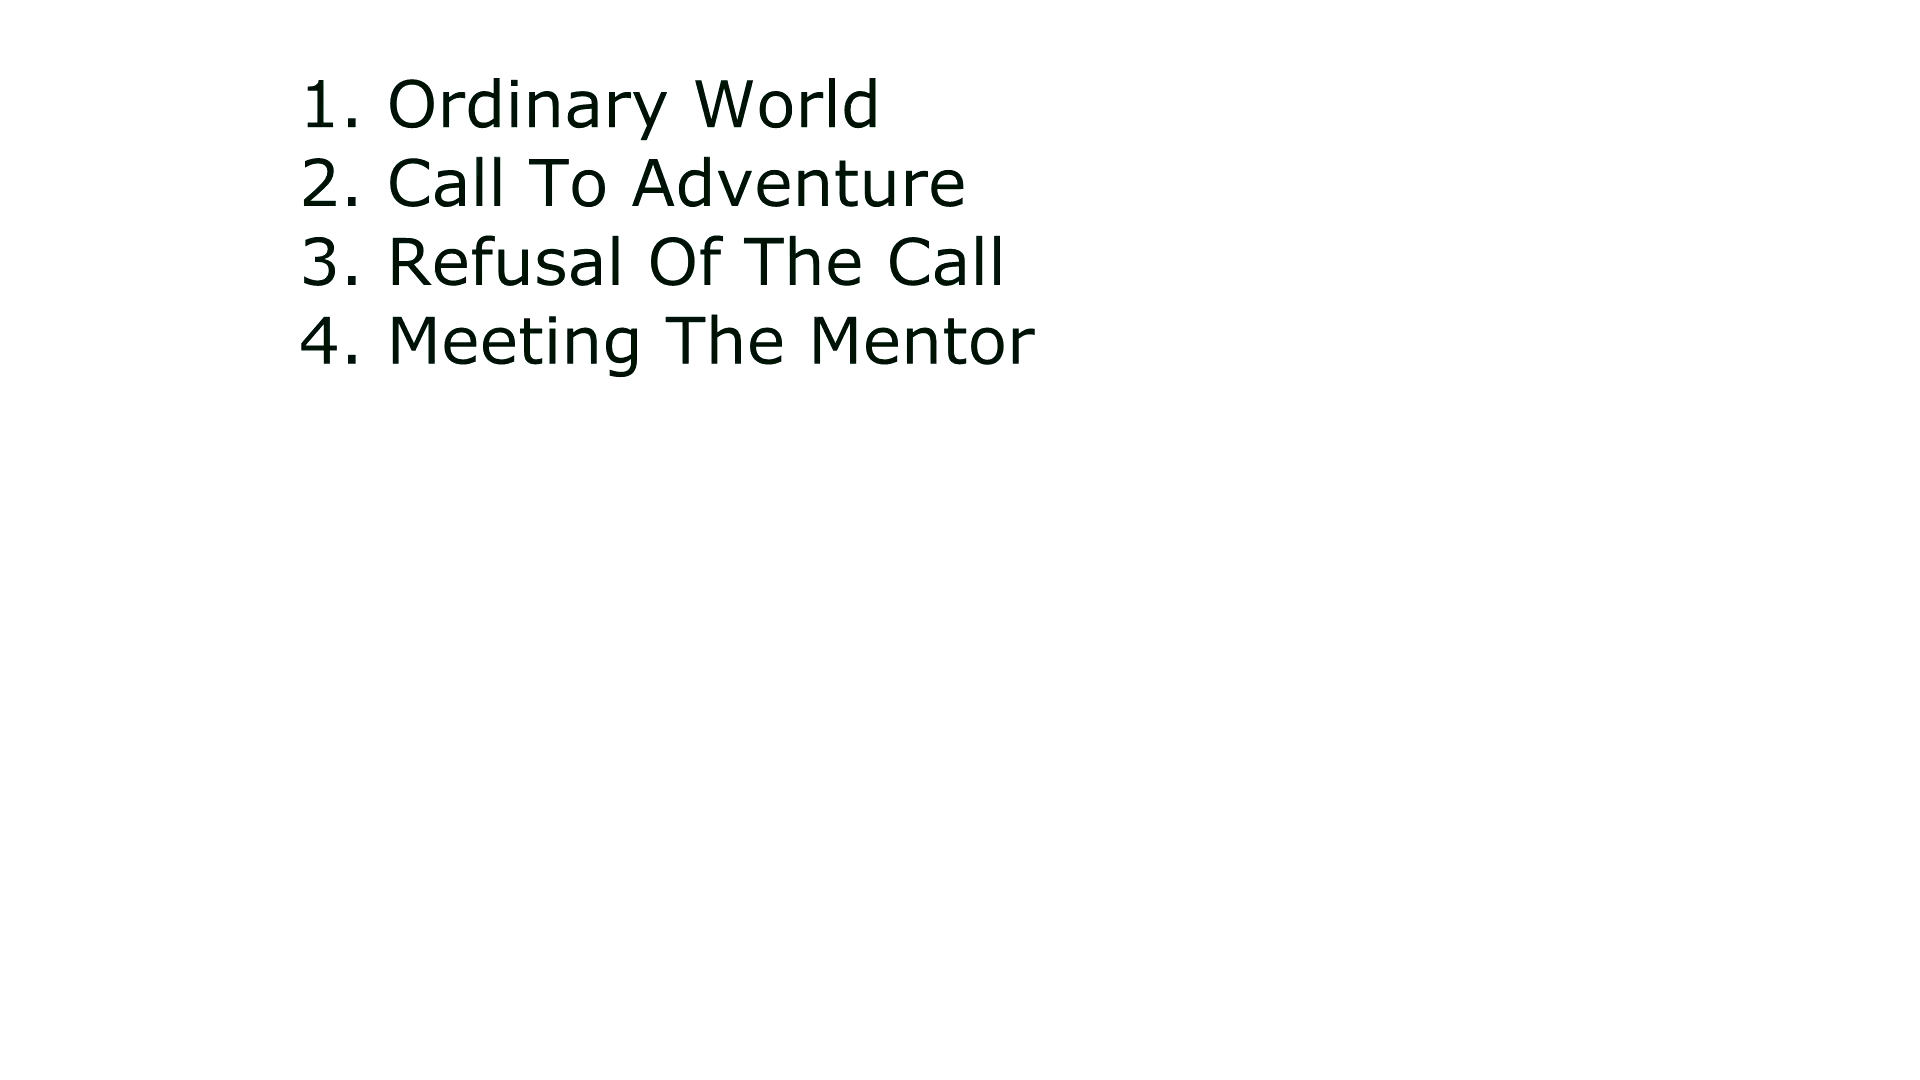 1. Ordinary World
2. Call To Adventure
3. Refusal Of The Call
4. Meeting The Mentor